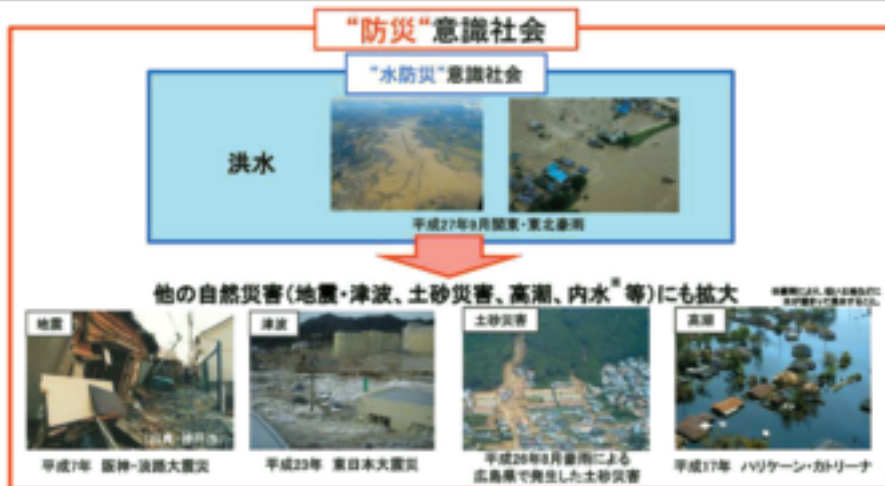 “防災“意識社会
“水防災”意識社会
洪水
平成27年9月関東・東北豪雨
他の自然災害（地震・津波、土砂災害、高潮、内水※等）にも拡大
地震
津波
土砂災害
高潮
平成7年 阪神・淡路大震災
平成23年 東日本大震災
平成26年8月豪雨による
広島県で発生した土砂災害
平成17年 ハリケーン・カトリーナ